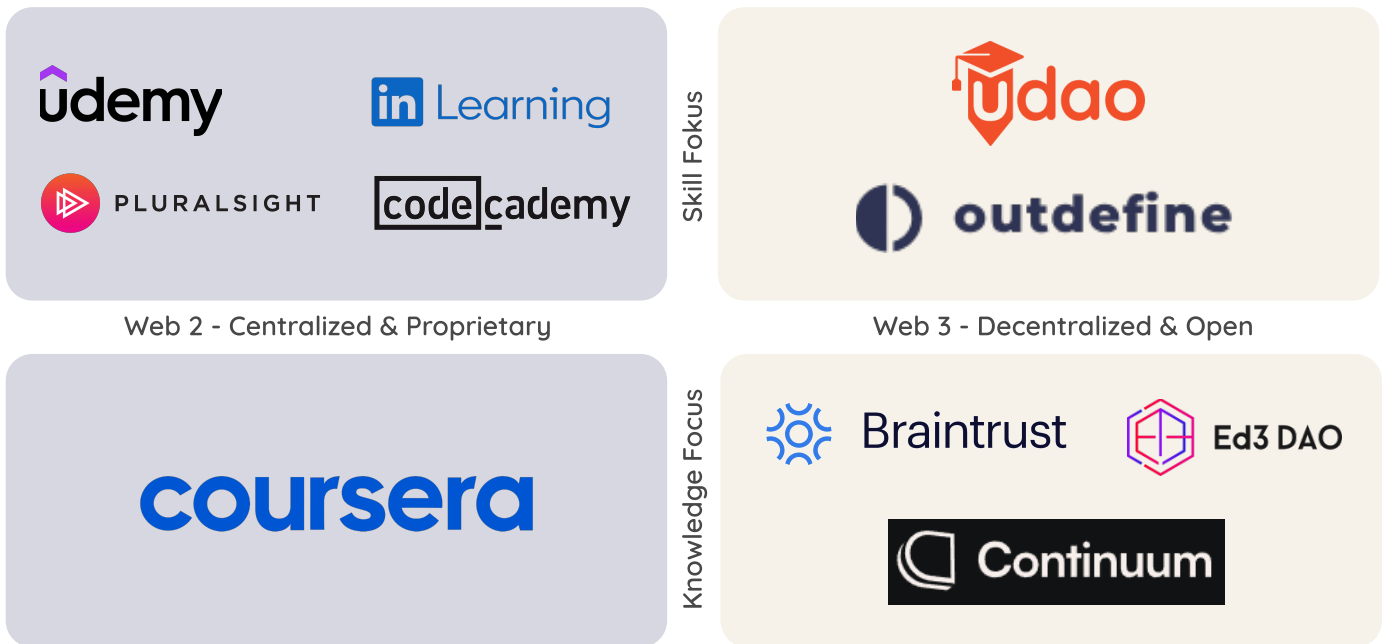 udemy
in Learning
PLURALSIGHT
codecademy
Skill Fokus
udao
outdefine
Web 2 - Centralized & Proprietary
Web 3 - Decentralized & Open
coursera
Knowledge Focus
Braintrust
Ed3 DAO
Continuum